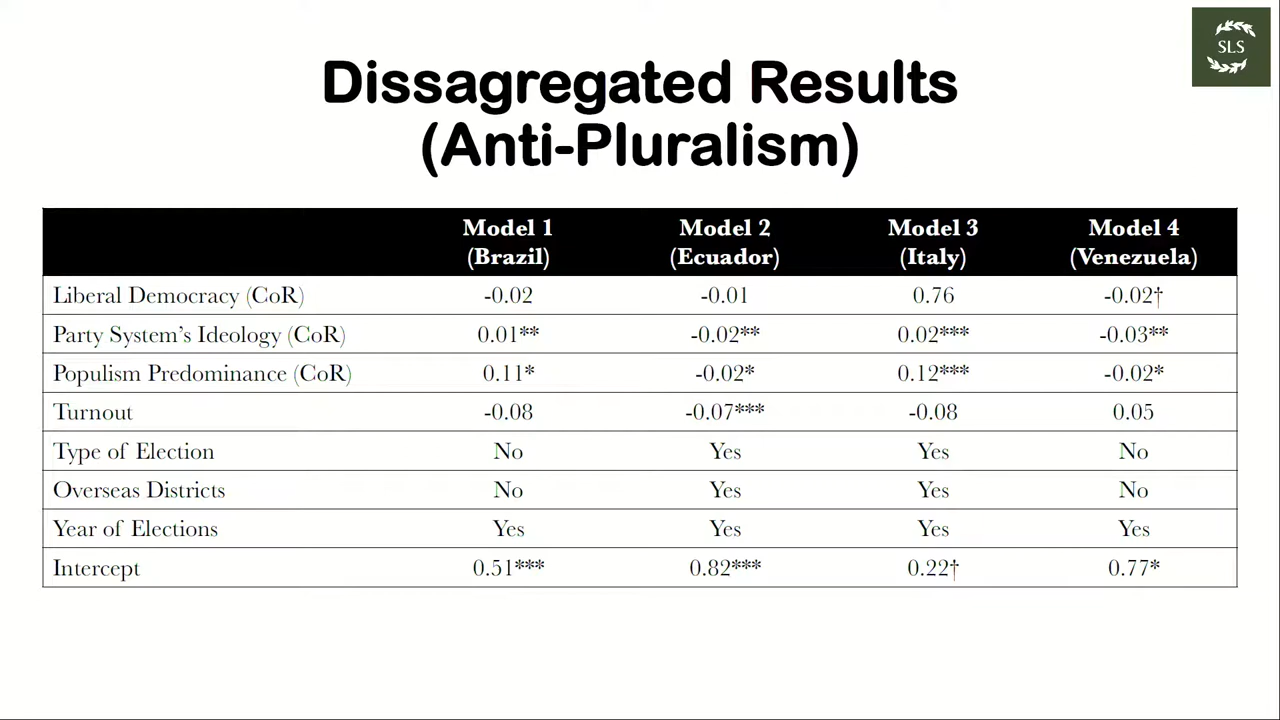 SLS
Dissagregated Results
(Anti-Pluralism)
Model 1 Model 2 Model 3 Model 4
(Brazil) (Ecuador) (Italy) (Venezuela)
Liberal Democracy (CoR) -0.02 -0.01 0.76 -0.02†
Party System's Ideology (CoR) 0.01** -0.02** 0.02*** -0.03**
Populism Predominance (CoR) 0.11* -0.02* 0.12*** -0.02*
Turnout -0.08 -0.07*** -0.08 0.05
Type of Election No Yes Yes No
Overseas Districts No Yes Yes No
Year of Elections Yes Yes Yes Yes
Intercept 0.51*** 0.82*** 0.22† 0.77*